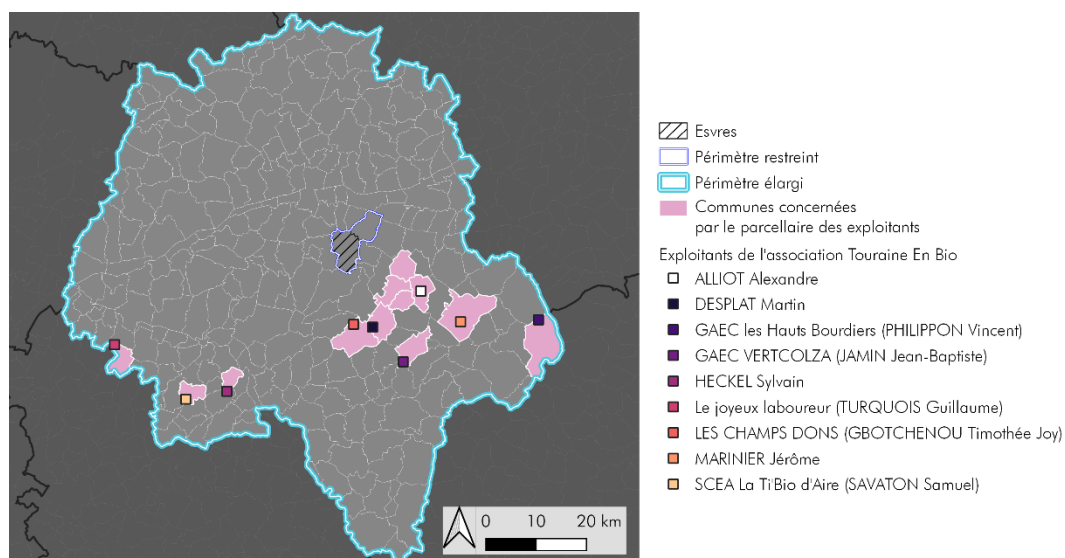 Esvres
Périmètre restreint
Périmètre élargi
Communes concernées
par le parcellaire des exploitants
Exploitants de l'association Touraine En Bio
ALLIOT Alexandre
DESPLAT Martin
GAEC les Hauts Bourdiers (PHILIPPON Vincent)
GAEC VERTCOLZA (JAMIN Jean-Baptiste)
HECKEL Sylvain
Le joyeux laboureur (TURQUOIS Guillaume)
LES CHAMPS DONS (GBOTCHENOU Timothée Joy)
MARINIER Jérôme
SCEA La Ti'Bio d'Aire (SAVATON Samuel)
0 10 20 km